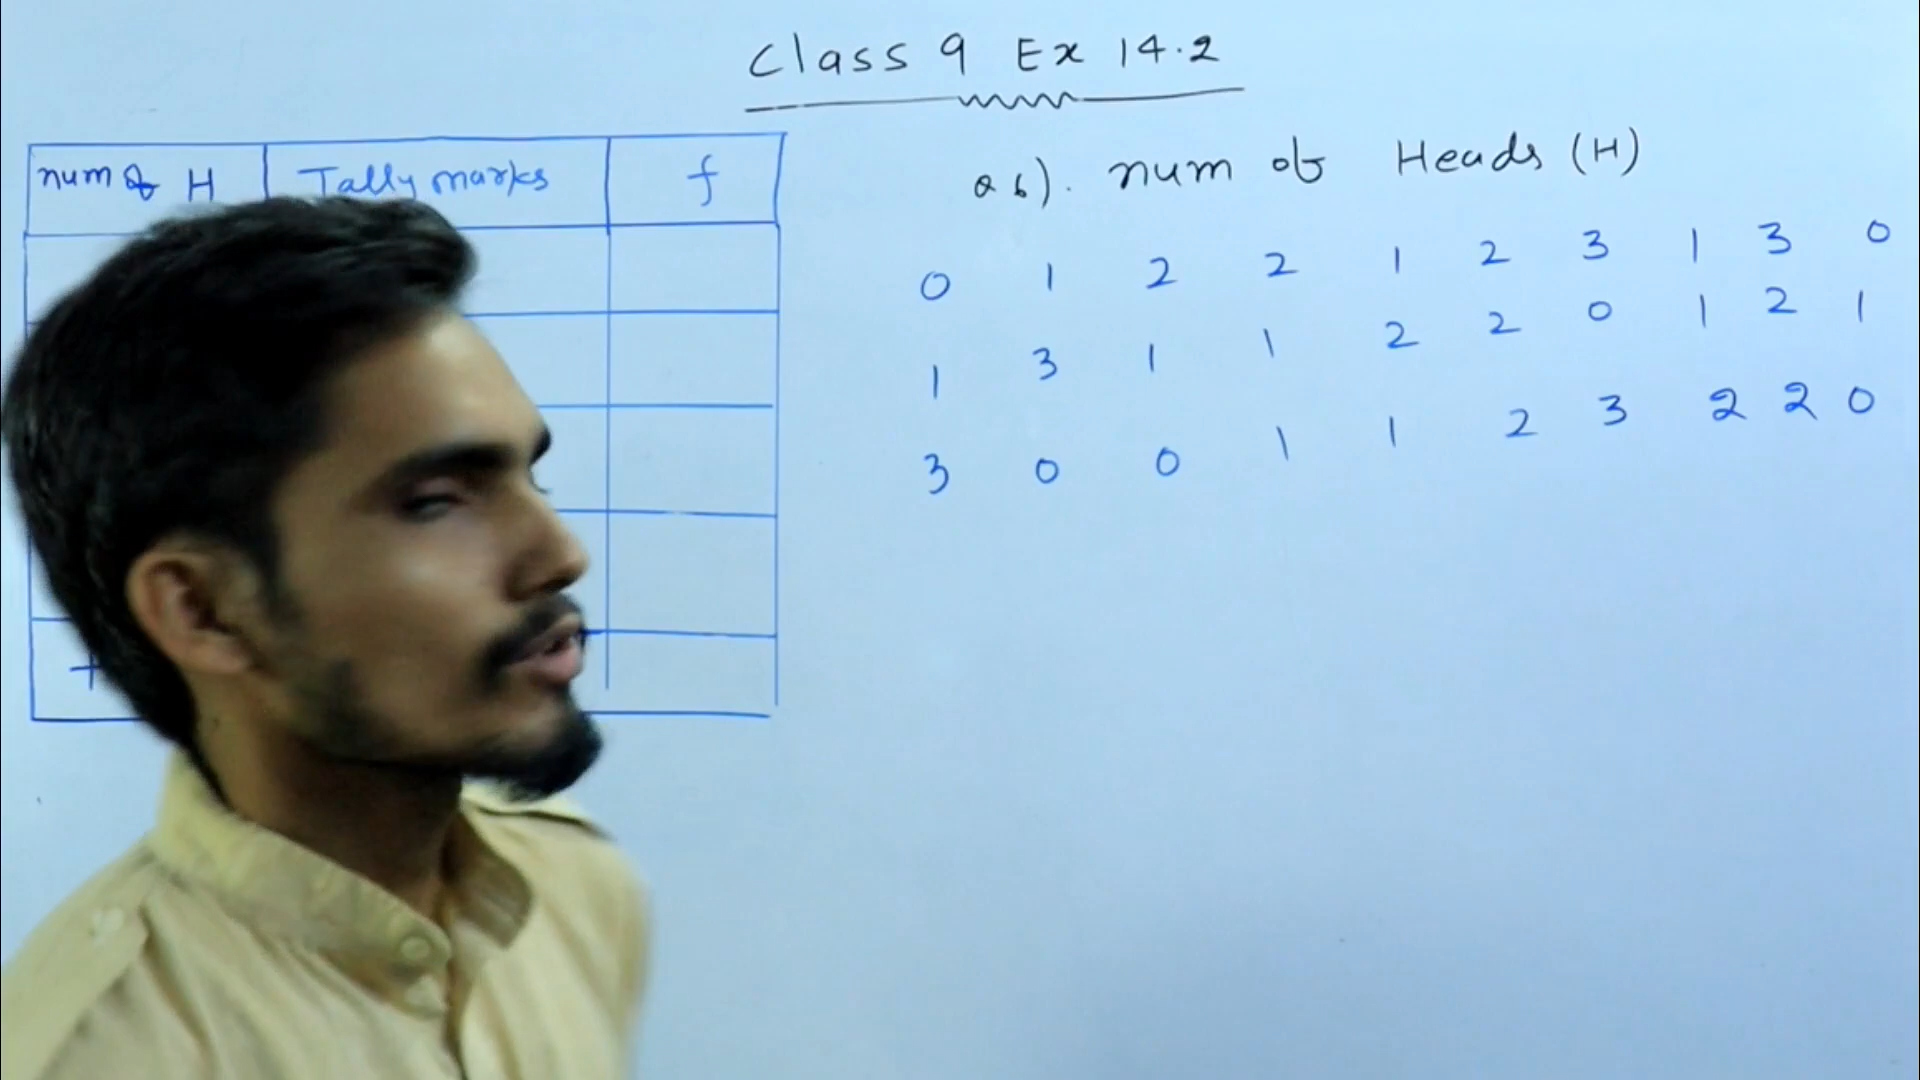 Class 9 Ex 14.2
num of H Tally marks f
Q 6). num of Heads (H)
0 1 2 2 1 2 3 1 3 0
1 3 1 1 2 2 0 1 2 1
3 0 0 1 1 2 3 2 2 0